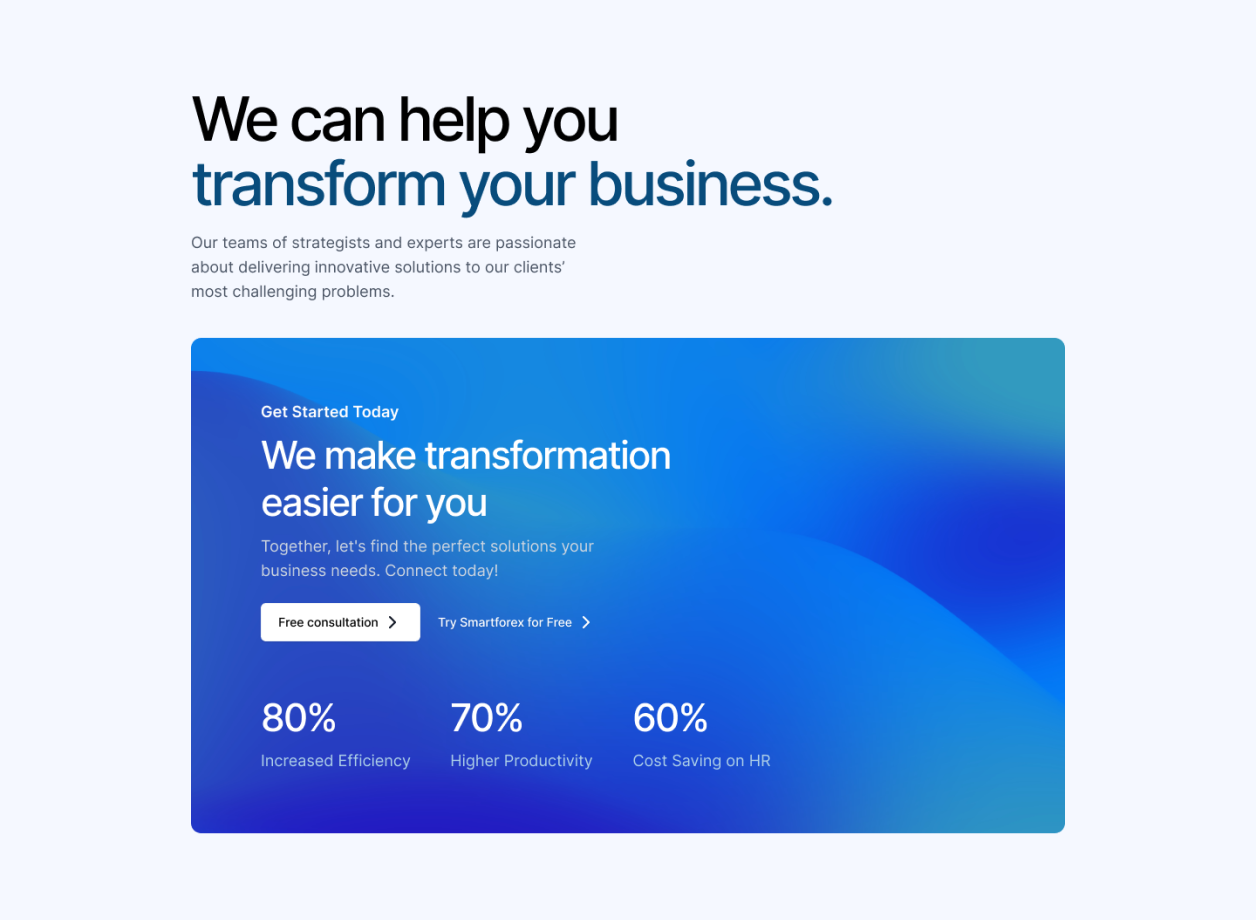 We can help you
transform your business.
Our teams of strategists and experts are passionate
about delivering innovative solutions to our clients’
most challenging problems.
Get Started Today
We make transformation
easier for you
Together, let's find the perfect solutions your
business needs. Connect today!
Free consultation
Try Smartforex for Free
80%
Increased Efficiency
70%
Higher Productivity
60%
Cost Saving on HR